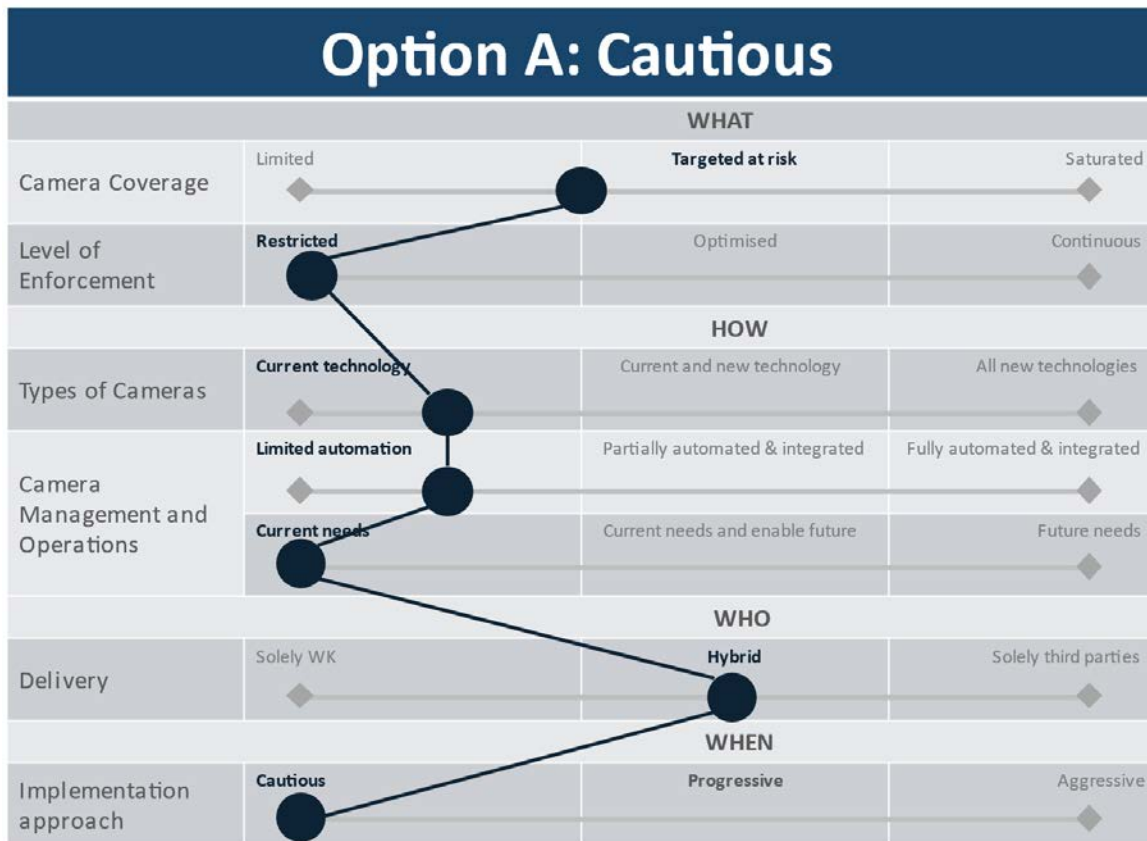 Option A: Cautious
WHAT
Camera Coverage
Limited
Targeted at risk
Saturated
Level of
Enforcement
Restricted
Optimised
Continuous
HOW
Types of Cameras
Current technology
Current and new technology
All new technologies
Camera
Management and
Operations
Limited automation
Partially automated & integrated
Fully automated & integrated
Current needs
Current needs and enable future
Future needs
WHO
Delivery
Solely WK
Hybrid
Solely third parties
WHEN
Implementation
approach
Cautious
Progressive
Aggressive